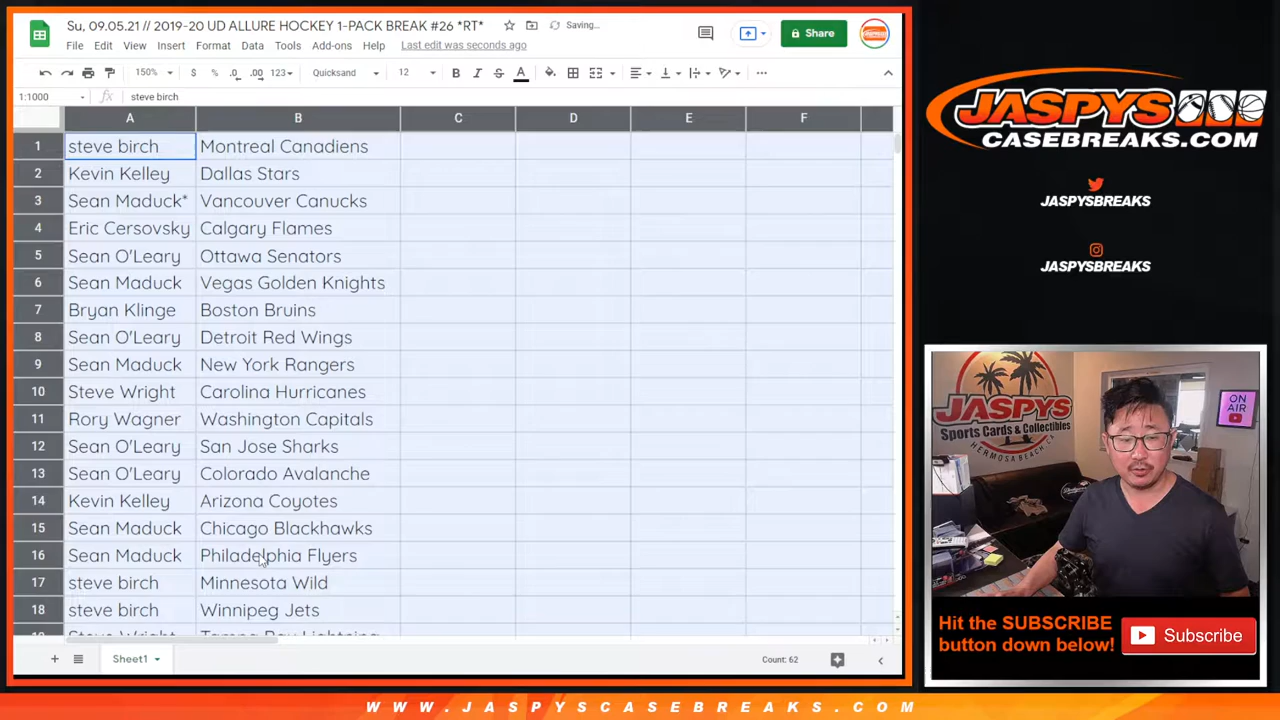 Su, 09.05.21 // 2019-20 UD ALLURE HOCKEY 1-PACK BREAK #26 *RT*
Saving...
File Edit View Insert Format Data Tools Add-ons Help Last edit was seconds ago
Share
150% $ % .0 .00 123 Quicksand 12 B I S A
1:1000 fx steve birch
A B C D E F
1 steve birch Montreal Canadiens
2 Kevin Kelley Dallas Stars
3 Sean Maduck* Vancouver Canucks
4 Eric Cersovsky Calgary Flames
5 Sean O'Leary Ottawa Senators
6 Sean Maduck Vegas Golden Knights
7 Bryan Klinge Boston Bruins
8 Sean O'Leary Detroit Red Wings
9 Sean Maduck New York Rangers
10 Steve Wright Carolina Hurricanes
11 Rory Wagner Washington Capitals
12 Sean O'Leary San Jose Sharks
13 Sean O'Leary Colorado Avalanche
14 Kevin Kelley Arizona Coyotes
15 Sean Maduck Chicago Blackhawks
16 Sean Maduck Philadelphia Flyers
17 steve birch Minnesota Wild
18 steve birch Winnipeg Jets
Steve Wright Tampa Bay Lightning
Sheet1
Count: 62
JASPYS
CASEBREAKS.COM
JASPYSBREAKS
JASPYSBREAKS
JASPYS
Sports Cards & Collectibles
HERMOSA BEACH, CA
ON AIR
Hit the SUBSCRIBE
button down below!
Subscribe
WWW.JASPYSCASEBREAKS.COM